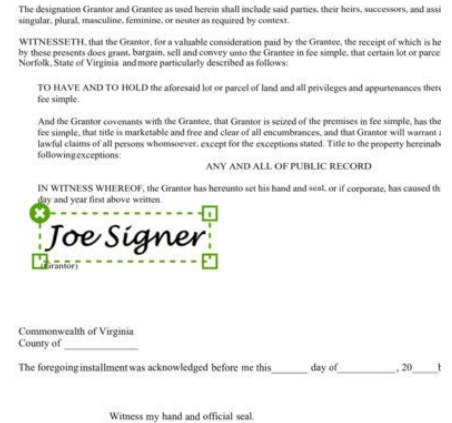 The designation Grantor and Grantee as used herein shall include said parties, their heirs, successors, and assi
singular, plural, masculine, feminine, or neuter as required by context.
WITNESSETH, that the Grantor, for a valuable consideration paid by the Grantee, the receipt of which is he
by these presents does grant, bargain, sell and convey unto the Grantee in fee simple, that certain lot or parce
Norfolk, State of Virginia and more particularly described as follows:
TO HAVE AND TO HOLD the aforesaid lot or parcel of land and all privileges and appurtenances there
fee simple.
And the Grantor covenants with the Grantee, that Grantor is seized of the premises in fee simple, has the
fee simple, that title is marketable and free and clear of all encumbrances, and that Grantor will warrant a
lawful claims of all persons whomsoever, except for the exceptions stated. Title to the property hereinab
following exceptions:
ANY AND ALL OF PUBLIC RECORD
IN WITNESS WHEREOF, the Grantor has hereunto set his hand and seal, or if corporate, has caused th
day and year first above written.
Joe Signer
(Grantor)
Commonwealth of Virginia
County of _______________
The foregoing installment was acknowledged before me this_______ day of____________, 20_____t
Witness my hand and official seal.